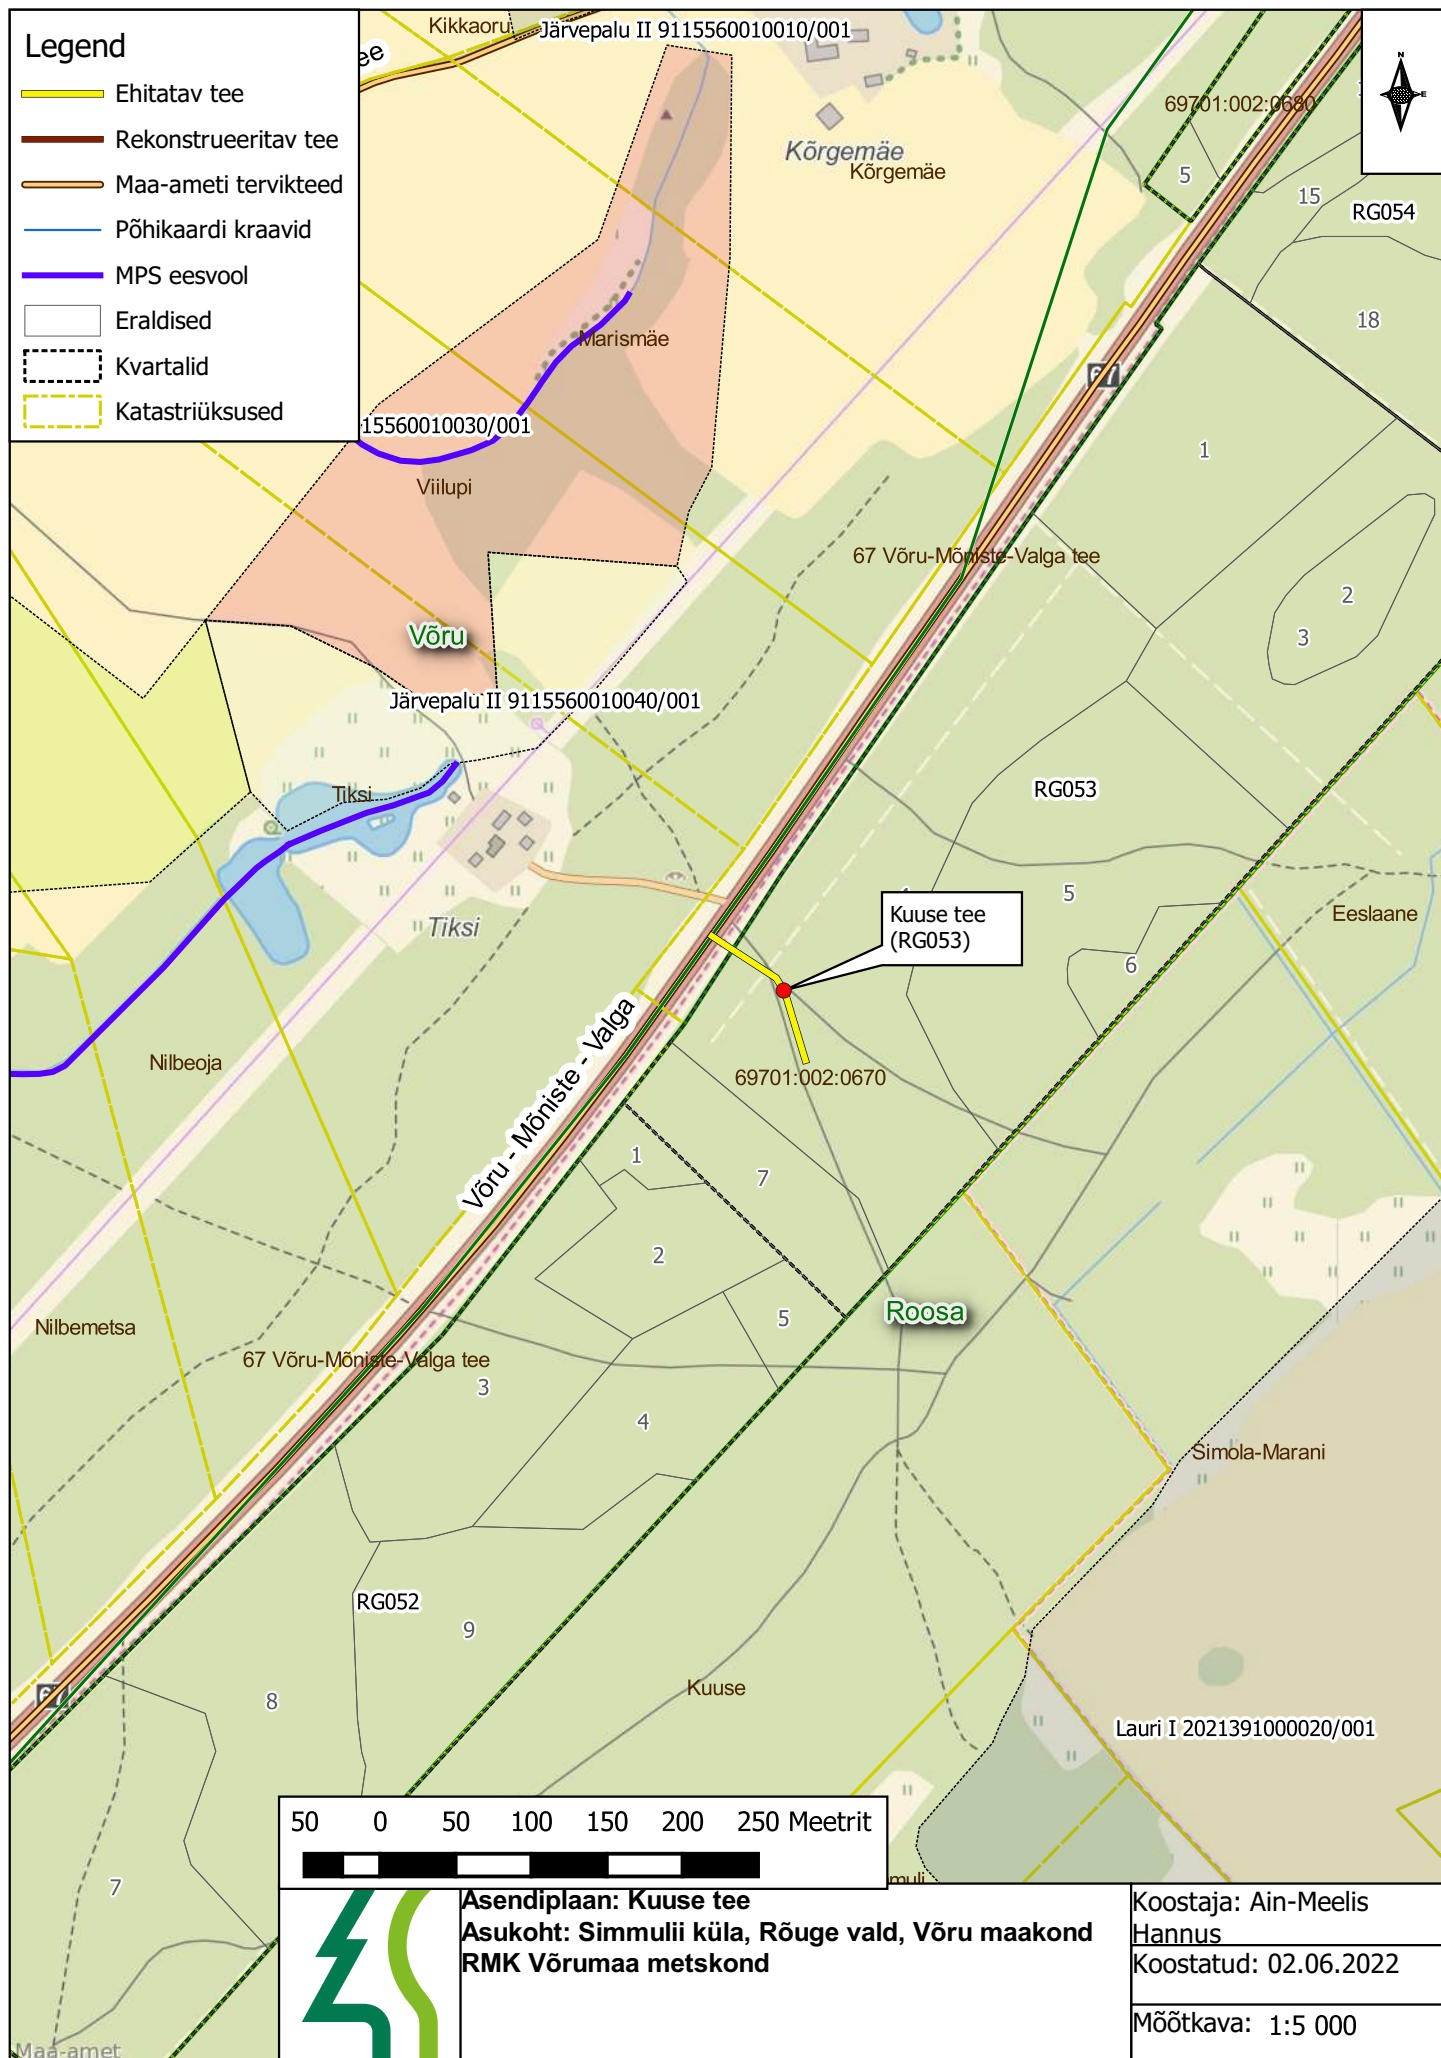 Legend
Ehitatav tee
Rekonstrueeritav tee
Maa-ameti tervikteed
Põhikaardi kraavid
MPS eesvool
Eraldised
Kvartalid
Katastriüksused
ee
Kikkaoru
Järvepalu II 9115560010010/001
Kõrgemäe
Kõrgemäe
69701:002:0680
N
E
5
15
RG054
18
67
Marismäe
15560010030/001
Viilupi
1
67 Võru-Mõniste-Valga tee
2
3
Võru
Järvepalu II 9115560010040/001
Tiksi
RG053
5
4
Kuuse tee
(RG053)
Eeslaane
Tiksi
6
Võru - Mõniste - Valga
Nilbeoja
69701:002:0670
1
7
2
Roosa
5
Nilbemetsa
67 Võru-Mõniste-Valga tee
3
4
Simola-Marani
RG052
9
Kuuse
8
67
Lauri I 2021391000020/001
50 0 50 100 150 200 250 Meetrit
muli
7
Asendiplaan: Kuuse tee
Asukoht: Simmulii küla, Rõuge vald, Võru maakond
RMK Võrumaa metskond
Koostaja: Ain-Meelis
Hannus
Koostatud: 02.06.2022
Mõõtkava: 1:5 000
Maa-amet